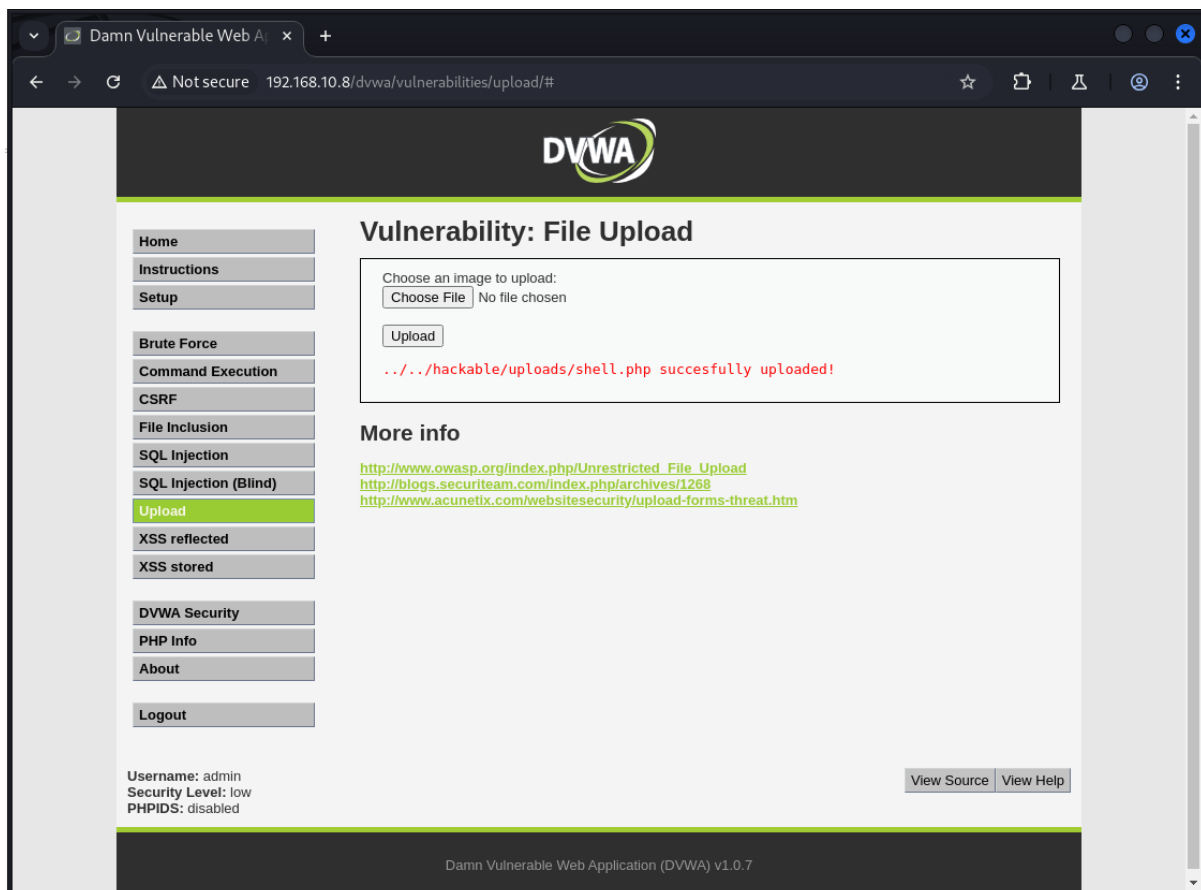 Damn Vulnerable Web Ap
Not secure 192.168.10.8/dvwa/vulnerabilities/upload/#
DVWA
Home
Instructions
Setup
Brute Force
Command Execution
CSRF
File Inclusion
SQL Injection
SQL Injection (Blind)
Upload
XSS reflected
XSS stored
DVWA Security
PHP Info
About
Logout
Vulnerability: File Upload
Choose an image to upload:
Choose File No file chosen
Upload
../../hackable/uploads/shell.php succesfully uploaded!
More info
http://www.owasp.org/index.php/Unrestricted_File_Upload
http://blogs.securiteam.com/index.php/archives/1268
http://www.acunetix.com/websitesecurity/upload-forms-threat.htm
Username: admin
Security Level: low
PHPIDS: disabled
View Source View Help
Damn Vulnerable Web Application (DVWA) v1.0.7